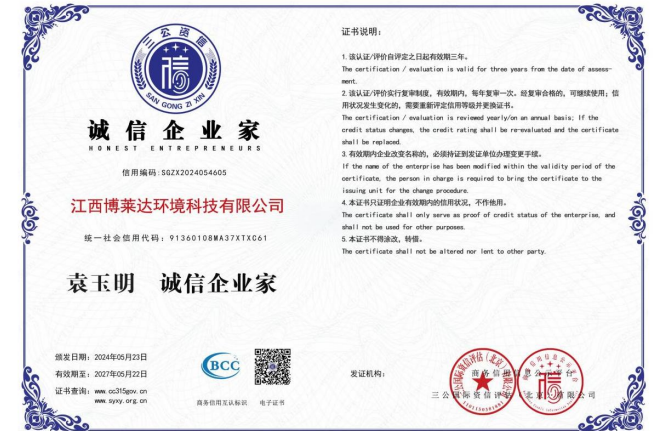 三公资信
SAN GONG ZI XIN
诚信企业家
HONEST ENTREPRENEURS
信用编码:SGZX2024054605
江西博莱达环境科技有限公司
统一社会信用代码:91360108MA37XTXC61
袁玉明 诚信企业家
颁发日期:2024年05月23日
有效期至:2027年05月22日
证书查询:www.cc315gov.cn
www.syxy.org.cn
BCC
商务信用互认标识
电子证书
证书说明:
1.该认证/评价自评定之日起有效期三年。
The certification / evaluation is valid for three years from the date of assess-
ment.
2.该认证/评价实行复审制度,有效期内,每年复审一次。经复审合格的,可继续使用;信
用状况发生变化的,需要重新评定信用等级并更换证书。
The certification / evaluation is reviewed yearly/on an annual basis; If the
credit status changes, the credit rating shall be re-evaluated and the certificate
shall be replaced.
3.有效期内企业改变名称的,必须持证到发证单位办理变更手续。
If the name of the enterprise has been modified within the validity period of the
certificate, the person in charge is required to bring the certificate to the
issuing unit for the change procedure.
4.本证书只证明企业有效期内的信用状况,不作他用。
The certificate shall only serve as proof of credit status of the enterprise, and
shall not be used for other purposes.
5.本证书不得涂改,转借。
The certificate shall not be altered nor lent to other party.
发证机构:
商务信用信息公示平台
三公国际资信评估(北京)有限公司